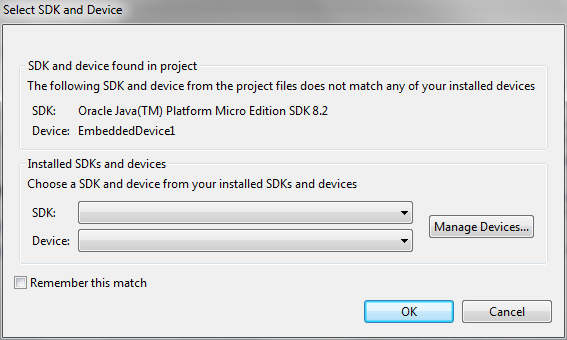 Select SDK and Device
SDK and device found in project
The following SDK and device from the project files does not match any of your installed devices
SDK: Oracle Java(TM) Platform Micro Edition SDK 8.2
Device: EmbeddedDevice1
Installed SDKs and devices
Choose a SDK and device from your installed SDKs and devices
SDK:
Manage Devices...
Device:
Remember this match
OK Cancel